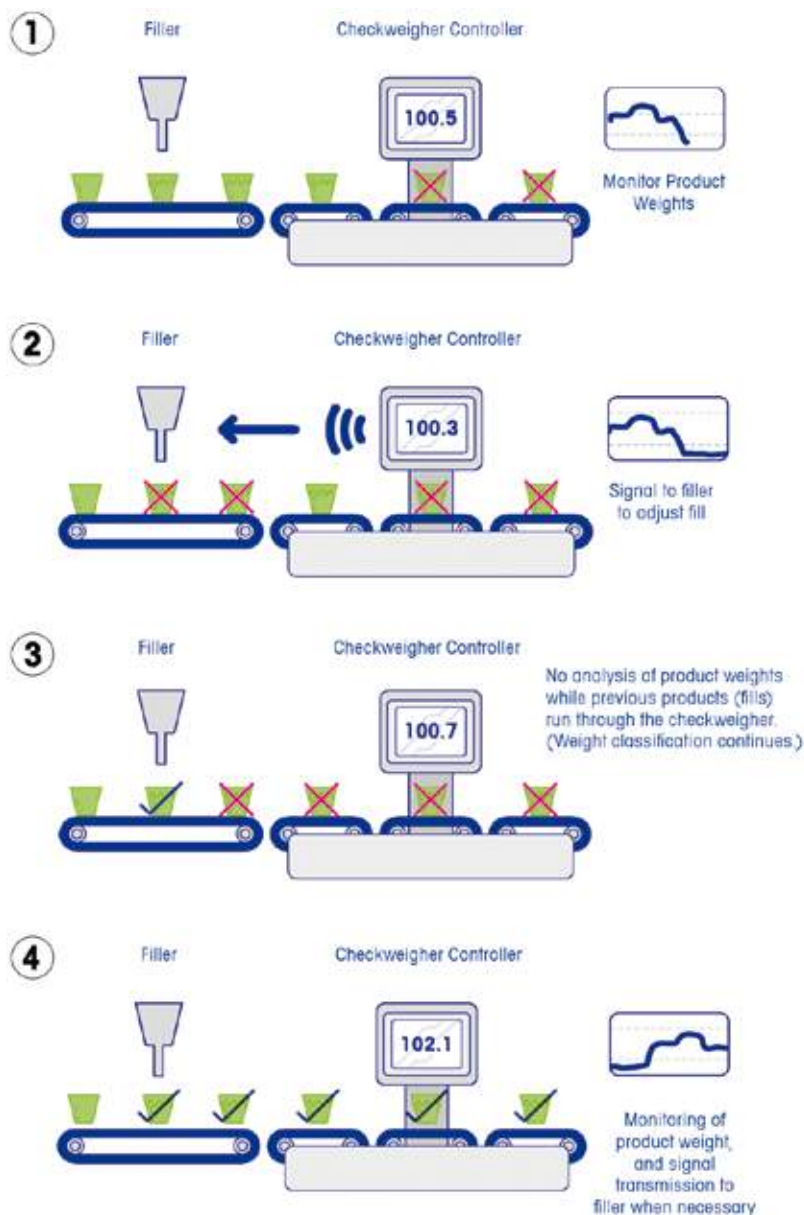 1
Filler
Checkweigher Controller
100.5
Monitor Product
Weights
2
Filler
Checkweigher Controller
100.3
Signal to filler
to adjust fill
3
Filler
Checkweigher Controller
100.7
No analysis of product weights
while previous products (fills)
run through the checkweigher.
(Weight classification continues.)
4
Filler
Checkweigher Controller
102.1
Monitoring of
product weight,
and signal
transmission to
filler when necessary